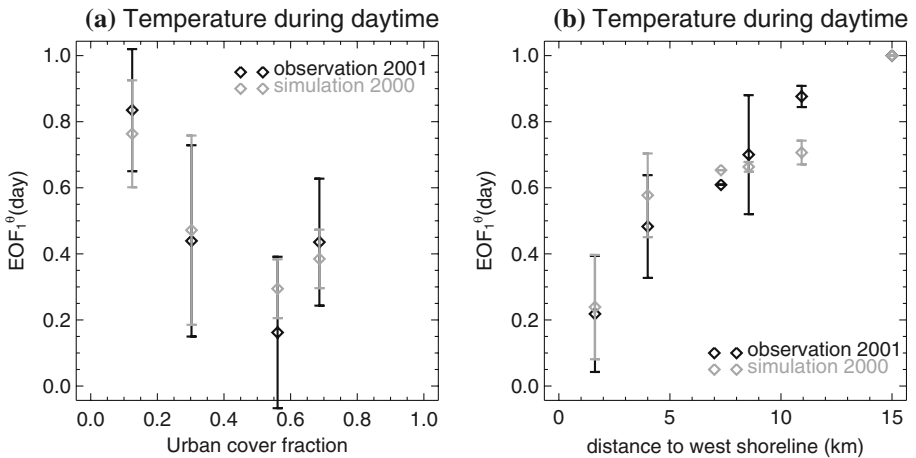 (a) Temperature during daytime
1.0
0.8
0.6
0.4
0.2
0.0
EOF₁ᶿ(day)
observation 2001
simulation 2000
0.0 0.2 0.4 0.6 0.8 1.0
Urban cover fraction
(b) Temperature during daytime
1.0
0.8
0.6
0.4
0.2
0.0
EOF₁ᶿ(day)
observation 2001
simulation 2000
0 5 10 15
distance to west shoreline (km)